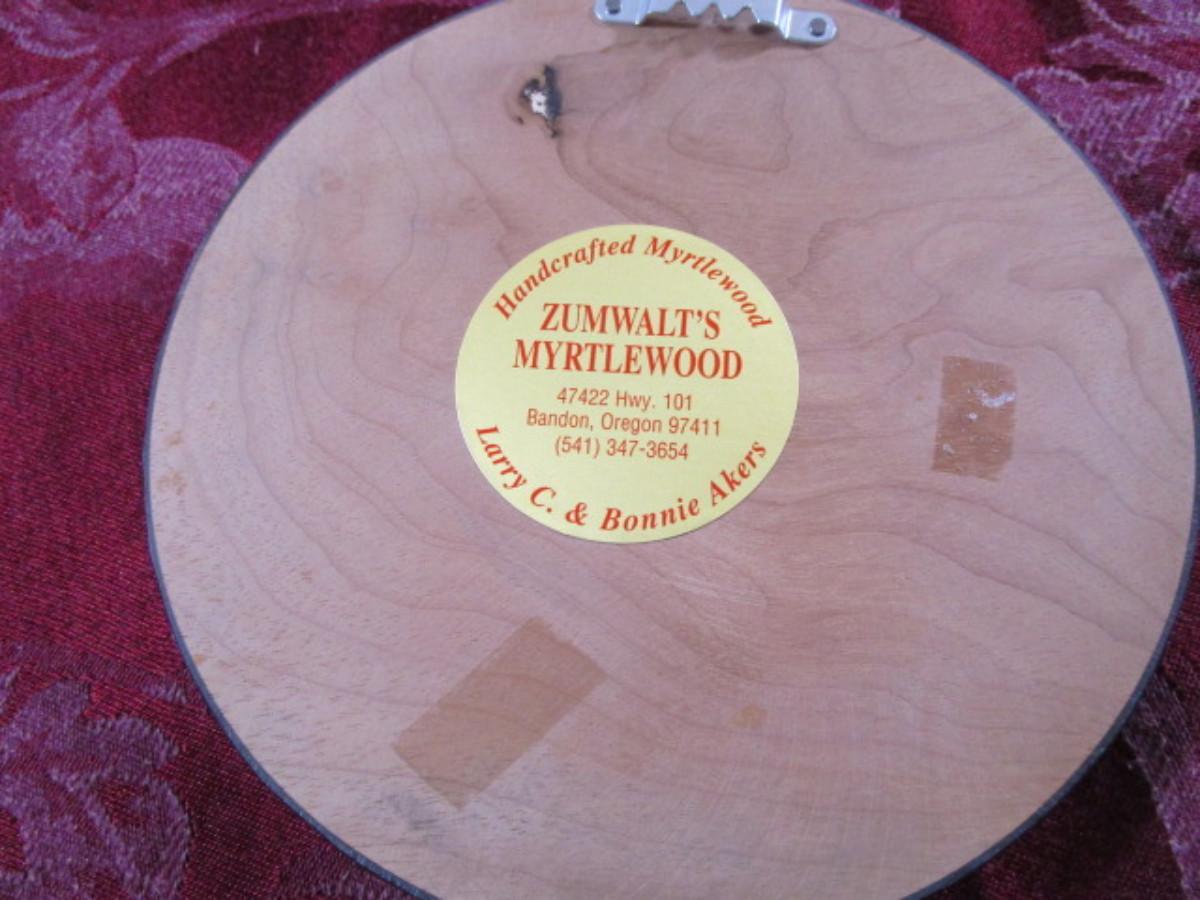 Handcrafted Myrtlewood
ZUMWALT'S
MYRTLEWOOD
47422 Hwy. 101
Bandon, Oregon 97411
(541) 347-3654
Larry C. & Bonnie Akers